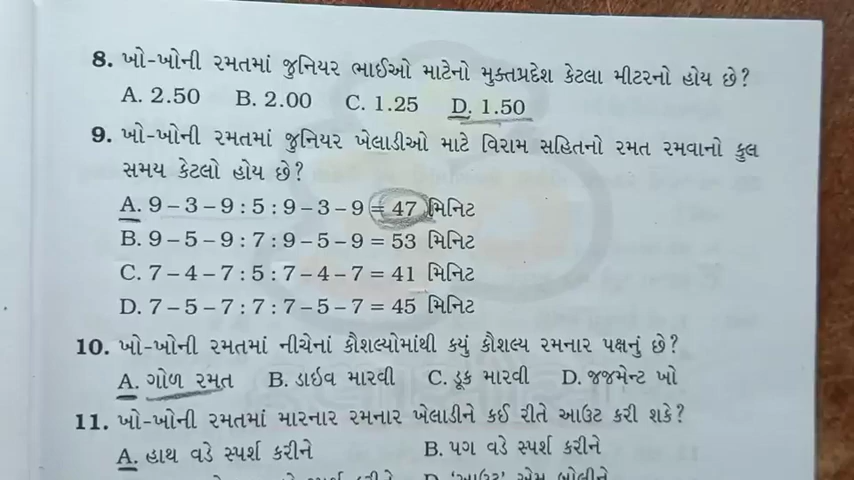 8. ખો-ખોની રમતમાં જુનિયર ભાઈઓ માટેનો મુક્તપ્રદેશ કેટલા મીટરનો હોય છે?
A. 2.50 B. 2.00 C. 1.25 D. 1.50
9. ખો-ખોની રમતમાં જુનિયર ખેલાડીઓ માટે વિરામ સહિતનો રમત રમવાનો કુલ
સમય કેટલો હોય છે?
A. 9 – 3 – 9 : 5 : 9 – 3 – 9 = 47 મિનિટ
B. 9 – 5 – 9 : 7 : 9 – 5 – 9 = 53 મિનિટ
C. 7 – 4 – 7 : 5 : 7 – 4 – 7 = 41 મિનિટ
D. 7 – 5 – 7 : 7 : 7 – 5 – 7 = 45 મિનિટ
10. ખો-ખોની રમતમાં નીચેનાં કૌશલ્યોમાંથી કયું કૌશલ્ય રમનાર પક્ષનું છે?
A. ગોળ રમત B. ડાઇવ મારવી C. ડૂક મારવી D. જજમેન્ટ ખો
11. ખો-ખોની રમતમાં મારનાર રમનાર ખેલાડીને કઈ રીતે આઉટ કરી શકે?
A. હાથ વડે સ્પર્શ કરીને B. પગ વડે સ્પર્શ કરીને
D. 'આઉટ' એમ બોલીને